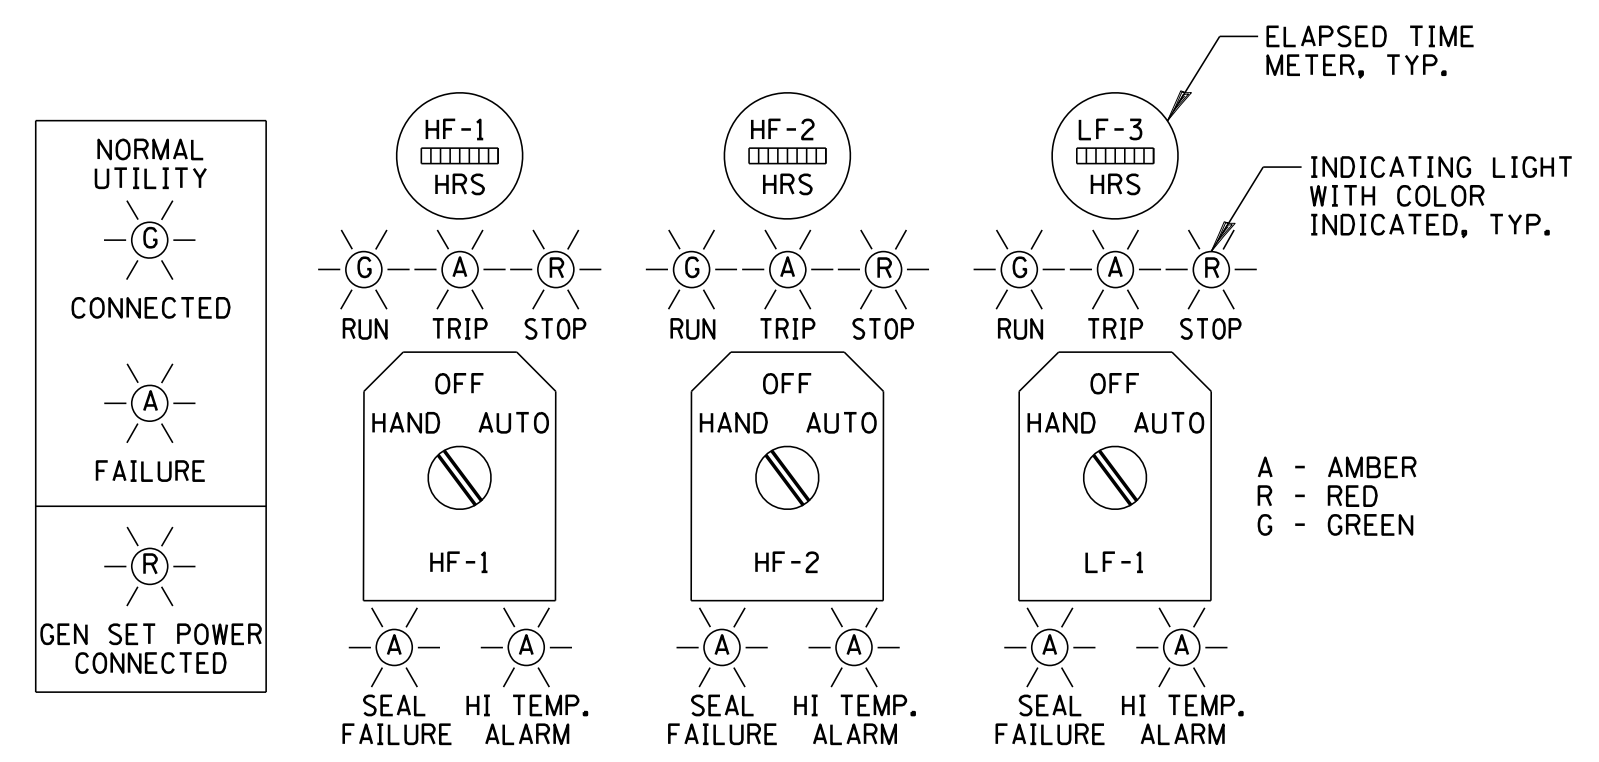 ELAPSED TIME
METER, TYP.
INDICATING LIGHT
WITH COLOR
INDICATED, TYP.
NORMAL
UTILITY
G
CONNECTED
A
FAILURE
R
GEN SET POWER
CONNECTED
HF-1
HRS
G A R
RUN TRIP STOP
OFF
HAND AUTO
HF-1
A A
SEAL HI TEMP.
FAILURE ALARM
HF-2
HRS
G A R
RUN TRIP STOP
OFF
HAND AUTO
HF-2
A A
SEAL HI TEMP.
FAILURE ALARM
LF-3
HRS
G A R
RUN TRIP STOP
OFF
HAND AUTO
LF-1
A A
SEAL HI TEMP.
FAILURE ALARM
A - AMBER
R - RED
G - GREEN